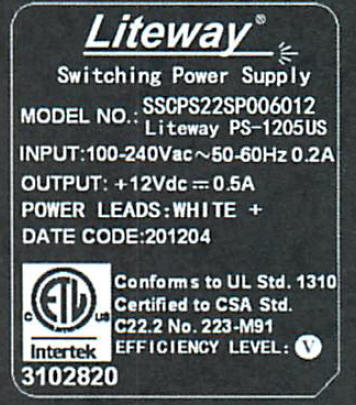 Liteway®
Switching Power Supply
MODEL NO.: SSCPS22SP006012
Liteway PS-1205US
INPUT:100-240Vac~50-60Hz 0.2A
OUTPUT: +12Vdc ⎓ 0.5A
POWER LEADS:WHITE +
DATE CODE:201204
Conforms to UL Std. 1310
Certified to CSA Std.
C22.2 No. 223-M91
EFFICIENCY LEVEL: V
C ETL US
Intertek
3102820